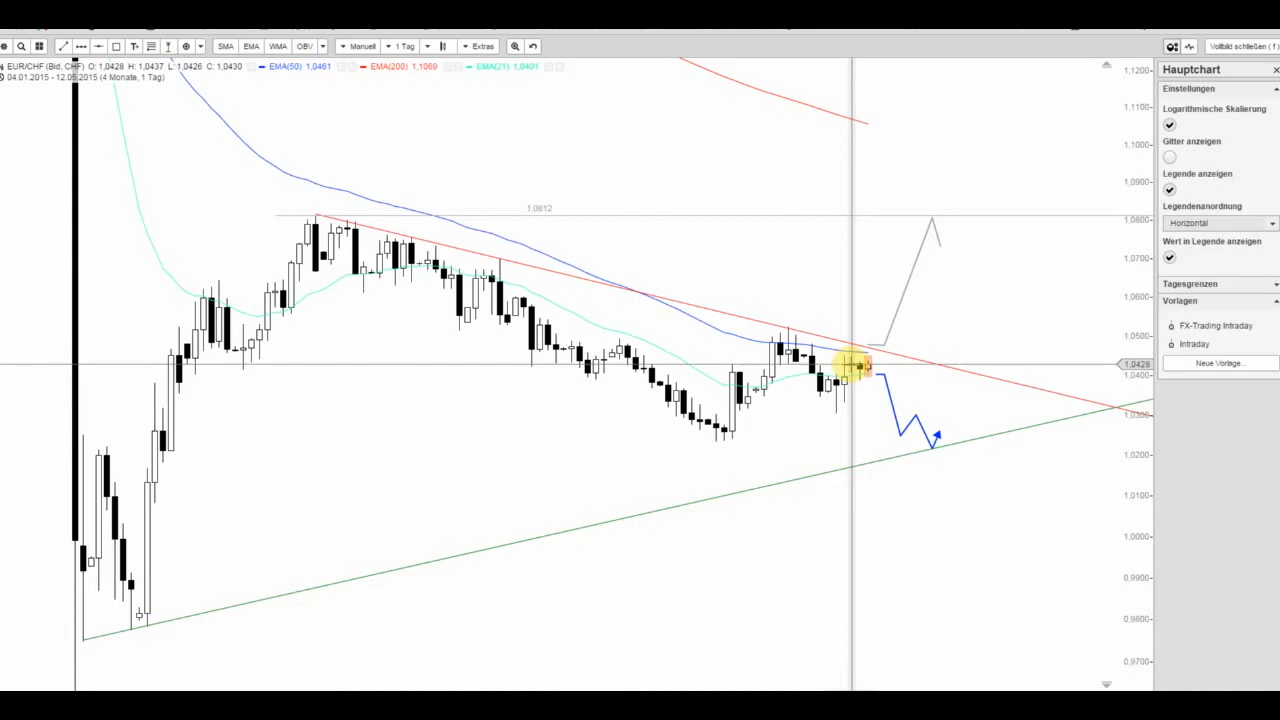 SMA EMA WMA OBV Manuell 1 Tag Extras Vollbild schließen ( f )
EUR/CHF (Bid, CHF) O: 1,0428 H: 1,0437 L: 1,0426 C: 1,0430 EMA(50) 1,0461 EMA(200) 1,1069 EMA(21) 1,0401
04.01.2015 - 12.05.2015 (4 Monate, 1 Tag)
1,0812
1,1200
1,1100
1,1000
1,0900
1,0800
1,0700
1,0600
1,0500
1,0428
1,0400
1,0300
1,0200
1,0100
1,0000
0,9900
0,9800
0,9700
Hauptchart
Einstellungen
Logarithmische Skalierung
Gitter anzeigen
Legende anzeigen
Legendenanordnung
Horizontal
Wert in Legende anzeigen
Tagesgrenzen
Vorlagen
FX-Trading Intraday
Intraday
Neue Vorlage...